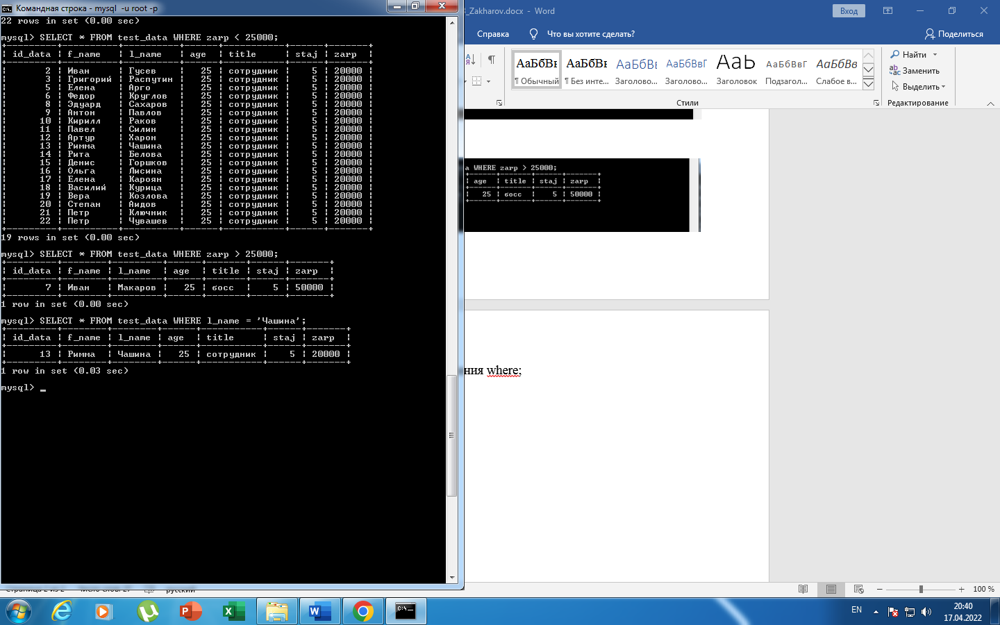 Командная строка - mysql  -u root -p
22 rows in set (0.00 sec)
mysql> SELECT * FROM test_data WHERE zarp < 25000;
+---------+----------+----------+------+-----------+------+-------+
| id_data | f_name | l_name | age | title | staj | zarp |
+---------+----------+----------+------+-----------+------+-------+
| 2 | Иван | Гусев | 25 | сотрудник | 5 | 20000 |
| 3 | Григорий | Распутин | 25 | сотрудник | 5 | 20000 |
| 5 | Елена | Арго | 25 | сотрудник | 5 | 20000 |
| 6 | Федор | Круглов | 25 | сотрудник | 5 | 20000 |
| 8 | Эдуард | Сахаров | 25 | сотрудник | 5 | 20000 |
| 9 | Антон | Павлов | 25 | сотрудник | 5 | 20000 |
| 10 | Кирилл | Раков | 25 | сотрудник | 5 | 20000 |
| 11 | Павел | Силин | 25 | сотрудник | 5 | 20000 |
| 12 | Артур | Харон | 25 | сотрудник | 5 | 20000 |
| 13 | Римма | Чашина | 25 | сотрудник | 5 | 20000 |
| 14 | Рита | Белова | 25 | сотрудник | 5 | 20000 |
| 15 | Денис | Горшков | 25 | сотрудник | 5 | 20000 |
| 16 | Ольга | Лисина | 25 | сотрудник | 5 | 20000 |
| 17 | Елена | Кароян | 25 | сотрудник | 5 | 20000 |
| 18 | Василий | Курица | 25 | сотрудник | 5 | 20000 |
| 19 | Вера | Козлова | 25 | сотрудник | 5 | 20000 |
| 20 | Степан | Аидов | 25 | сотрудник | 5 | 20000 |
| 21 | Петр | Ключник | 25 | сотрудник | 5 | 20000 |
| 22 | Петр | Чувашев | 25 | сотрудник | 5 | 20000 |
+---------+----------+----------+------+-----------+------+-------+
19 rows in set (0.00 sec)
mysql> SELECT * FROM test_data WHERE zarp > 25000;
+---------+--------+---------+------+-------+------+-------+
| id_data | f_name | l_name | age | title | staj | zarp |
+---------+--------+---------+------+-------+------+-------+
| 7 | Иван | Макаров | 25 | босс | 5 | 50000 |
+---------+--------+---------+------+-------+------+-------+
1 row in set (0.00 sec)
mysql> SELECT * FROM test_data WHERE l_name = 'Чашина';
+---------+--------+--------+------+-----------+------+-------+
| id_data | f_name | l_name | age | title | staj | zarp |
+---------+--------+--------+------+-----------+------+-------+
| 13 | Римма | Чашина | 25 | сотрудник | 5 | 20000 |
+---------+--------+--------+------+-----------+------+-------+
1 row in set (0.03 sec)
mysql> _
_Zakharov.docx - Word
Вход
Справка
Что вы хотите сделать?
Поделиться
АаБбВв АаБбВв АаБбВв АаБбВвГ АаБ АаБбВвГ АаБбВвГ
¶ Обычный ¶ Без инте... Заголово... Заголово... Заголовок Подзагол... Слабое в...
Стили
Найти
Заменить
Выделить
Редактирование
a WHERE zarp > 25000;
| age | title | staj | zarp |
| 25 | босс | 5 | 50000 |
ния where;
русский
100 %
EN
20:40
17.04.2022